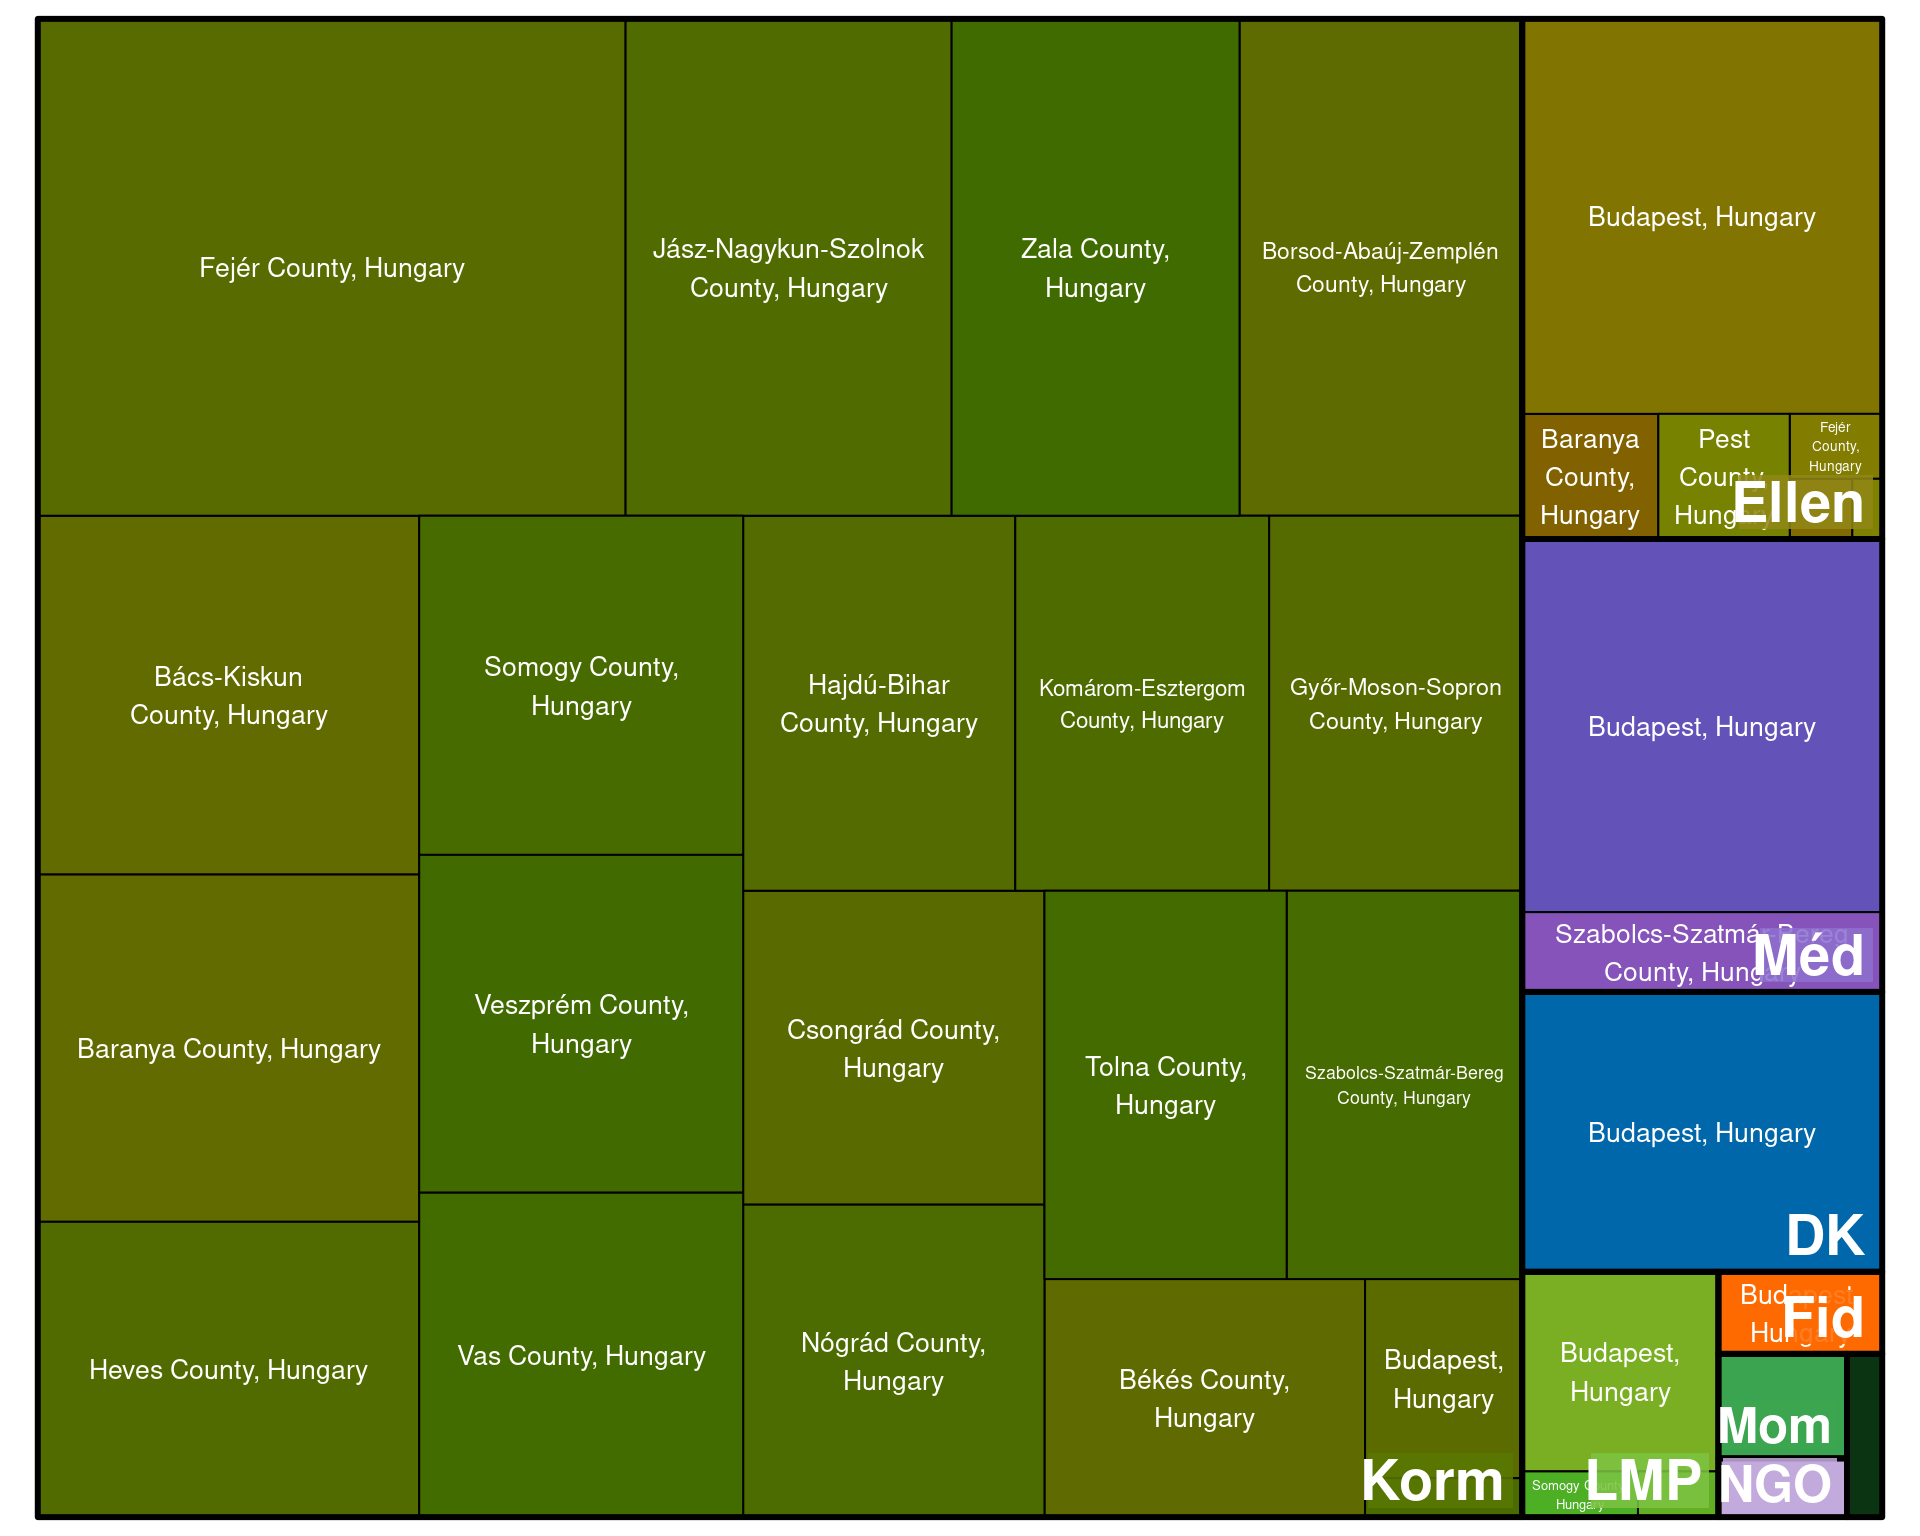 Fejér County, Hungary
Jász-Nagykun-Szolnok
County, Hungary
Zala County,
Hungary
Borsod-Abaúj-Zemplén
County, Hungary
Budapest, Hungary
Baranya
County,
Hungary
Pest
County,
Hungary
Fejér
County,
Hungary
Ellen
Bács-Kiskun
County, Hungary
Somogy County,
Hungary
Hajdú-Bihar
County, Hungary
Komárom-Esztergom
County, Hungary
Győr-Moson-Sopron
County, Hungary
Budapest, Hungary
Szabolcs-Szatmár-Bereg
County, Hungary
Méd
Baranya County, Hungary
Veszprém County,
Hungary
Csongrád County,
Hungary
Tolna County,
Hungary
Szabolcs-Szatmár-Bereg
County, Hungary
Budapest, Hungary
DK
Heves County, Hungary
Vas County, Hungary
Nógrád County,
Hungary
Békés County,
Hungary
Budapest,
Hungary
Korm
Budapest,
Hungary
Somogy County,
Hungary
LMP
Budapest,
Hungary
Fid
Mom
NGO